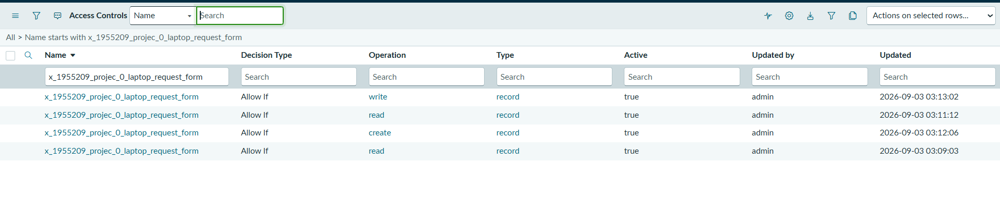 Access Controls Name Search Actions on selected rows...
All > Name starts with x_1955209_projec_0_laptop_request_form
Name Decision Type Operation Type Active Updated by Updated
x_1955209_projec_0_laptop_request_form Search Search Search Search Search Search
x_1955209_projec_0_laptop_request_form Allow If write record true admin 2026-09-03 03:13:02
x_1955209_projec_0_laptop_request_form Allow If read record true admin 2026-09-03 03:11:12
x_1955209_projec_0_laptop_request_form Allow If create record true admin 2026-09-03 03:12:06
x_1955209_projec_0_laptop_request_form Allow If read record true admin 2026-09-03 03:09:03